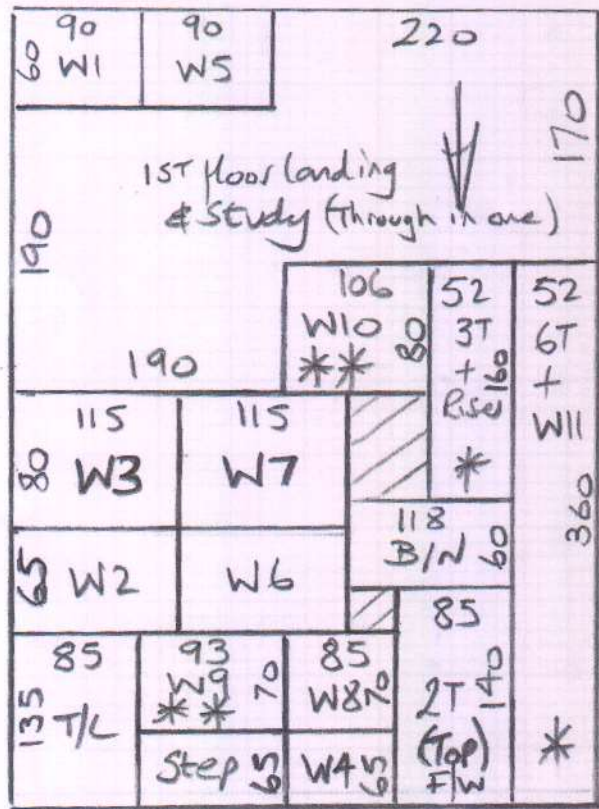 90
60
W1
90
W5
220
170
1ST floor landing
& Study (Through in one)
190
190
106
W10
80
**
52
3T
+
Riser
160
*
52
6T
+
W11
360
*
115
80
W3
115
W7
65
W2
W6
118
B/N
60
85
135
T/L
93
W9
70
**
85
W8
70
Step
65
W4
65
85
2T
140
(Top)
F/W